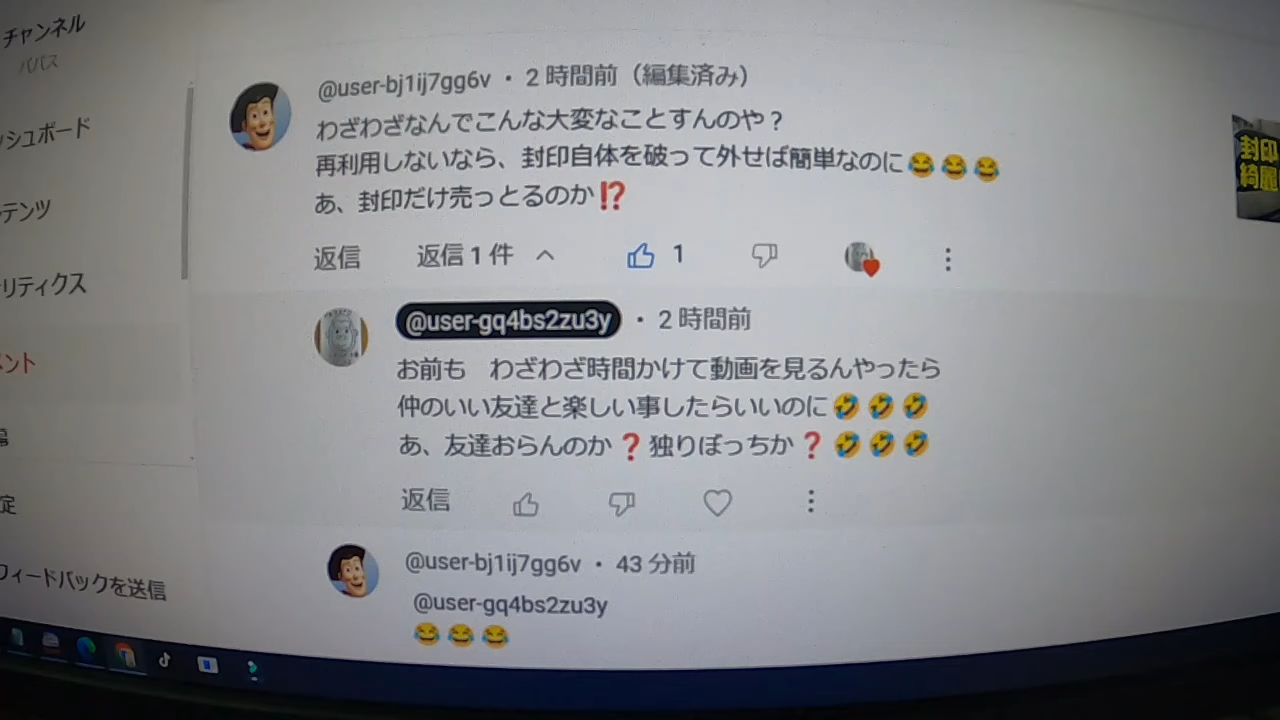 チャンネル
パパス
ッシュボード
テンツ
リティクス
ント
定
フィードバックを送信
@user-bj1ij7gg6v・2 時間前（編集済み）
わざわざなんでこんな大変なことすんのや？
再利用しないなら、封印自体を破って外せば簡単なのに😂😂😂
あ、封印だけ売っとるのか⁉
返信 返信 1 件 1
@user-gq4bs2zu3y・2 時間前
お前も　わざわざ時間かけて動画を見るんやったら
仲のいい友達と楽しい事したらいいのに🤣🤣🤣
あ、友達おらんのか❓独りぼっちか❓🤣🤣🤣
返信
@user-bj1ij7gg6v・43 分前
@user-gq4bs2zu3y
😂😂😂
封印
綺麗